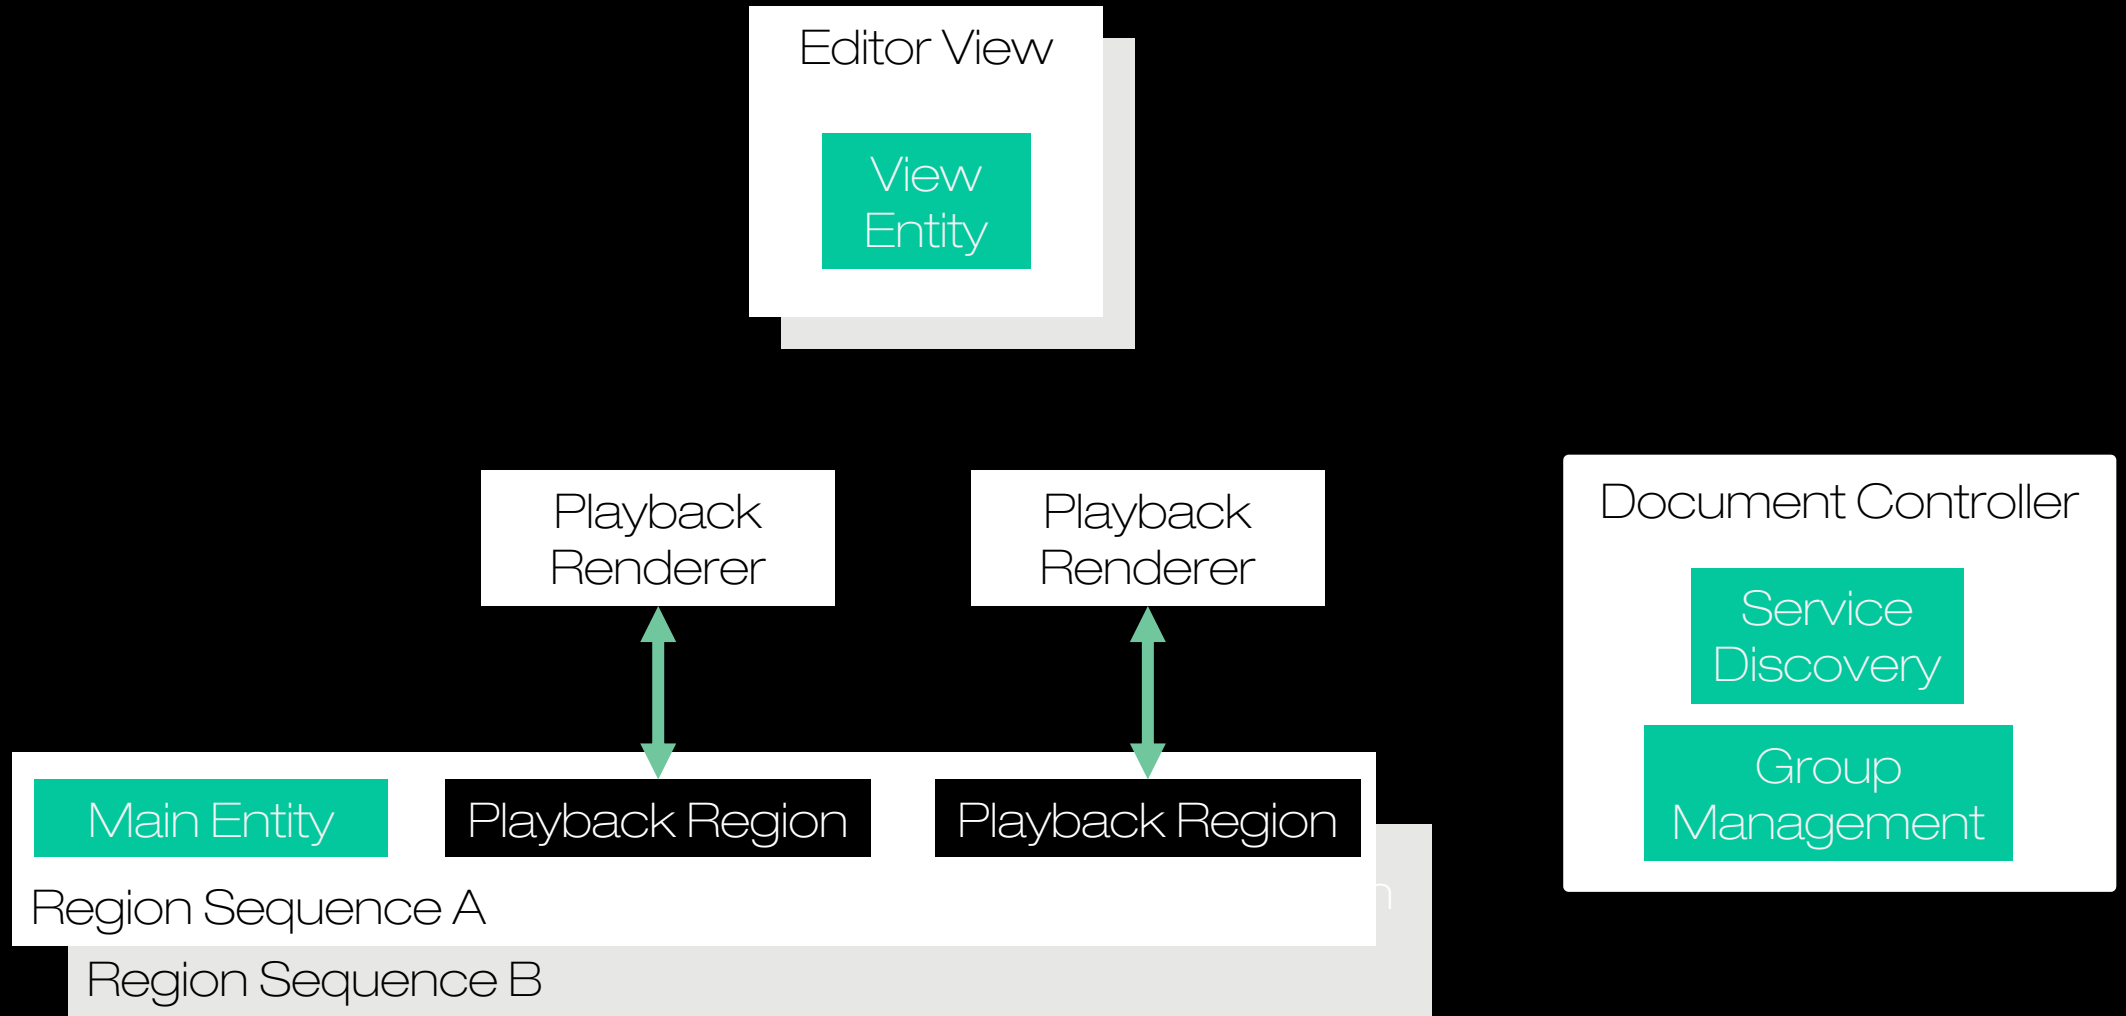 Editor View
View
Entity
Playback
Renderer
Playback
Renderer
Document Controller
Service
Discovery
Group
Management
Main Entity
Playback Region
Playback Region
Region Sequence A
n
Region Sequence B